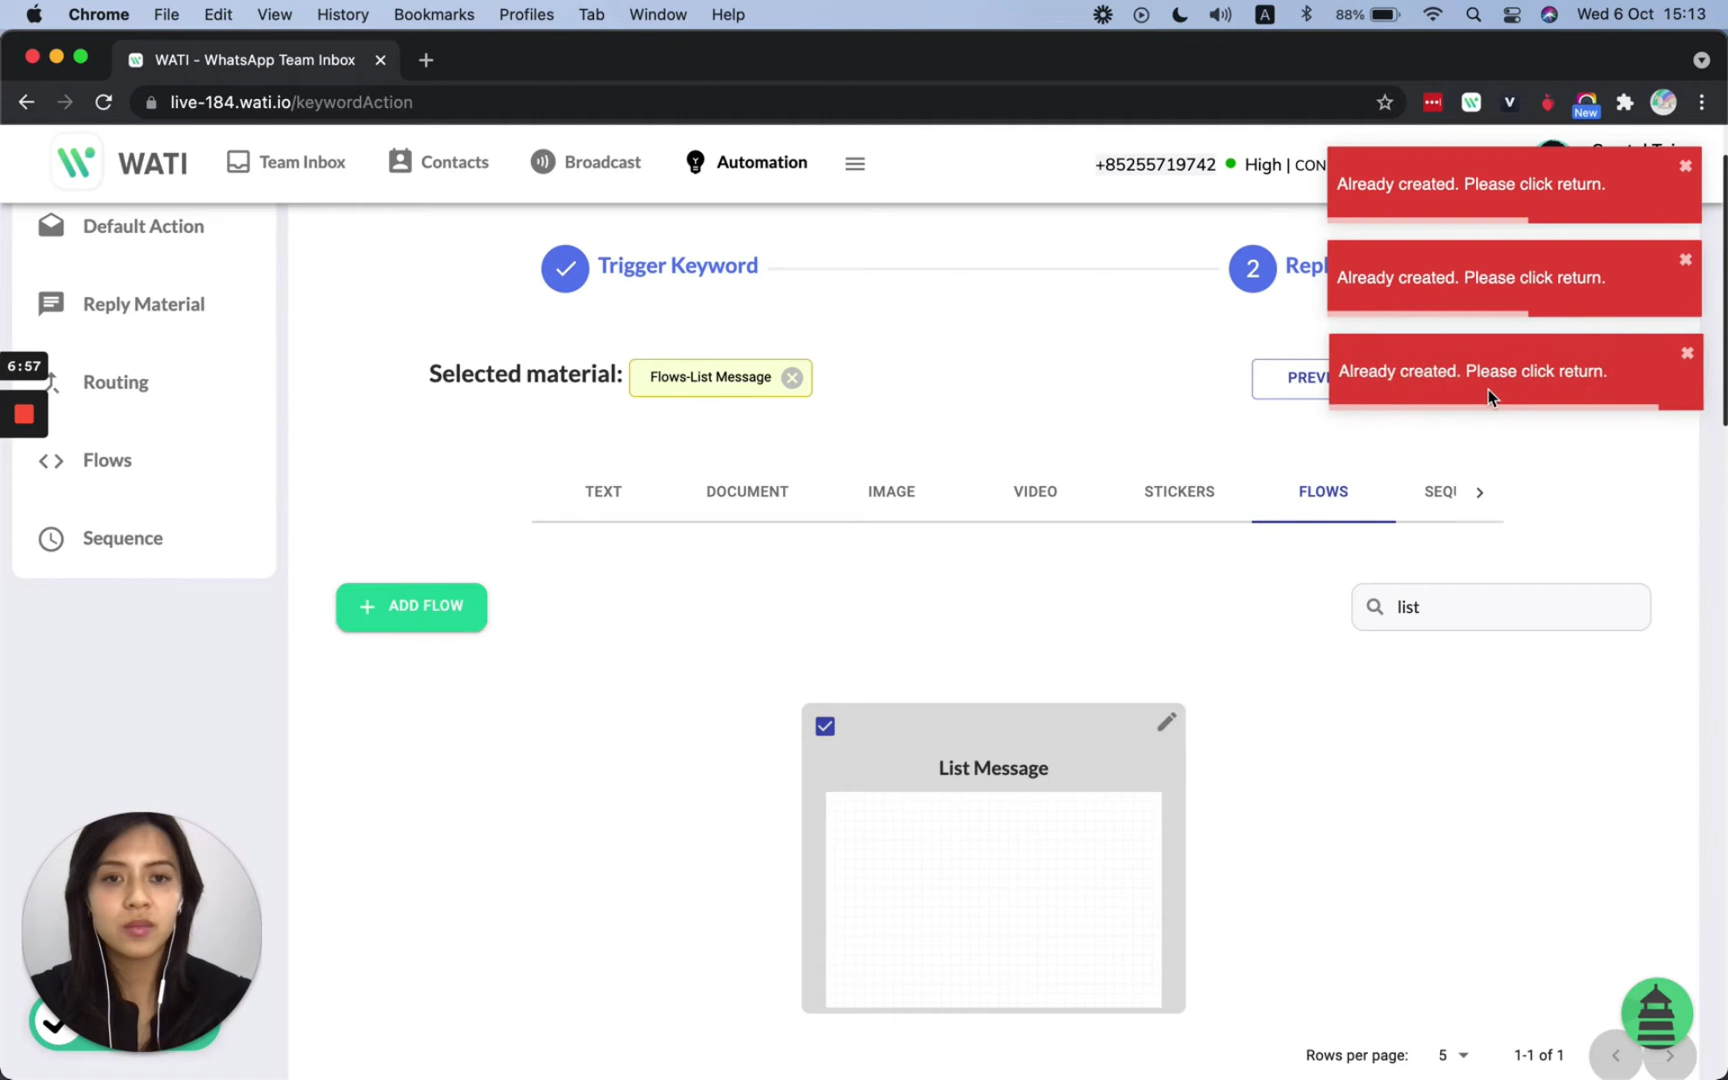 Chrome File Edit View History Bookmarks Profiles Tab Window Help
A 88% Wed 6 Oct 15:13
WATI - WhatsApp Team Inbox
live-184.wati.io/keywordAction
V New
WATI Team Inbox Contacts Broadcast Automation
+85255719742 High | CON
Already created. Please click return.
Already created. Please click return.
Already created. Please click return.
Default Action
Reply Material
Routing
Flows
Sequence
6:57
Trigger Keyword
2 Repl
Selected material: Flows-List Message
PREVI
TEXT DOCUMENT IMAGE VIDEO STICKERS FLOWS SEQ
ADD FLOW
list
List Message
Rows per page: 5 1-1 of 1